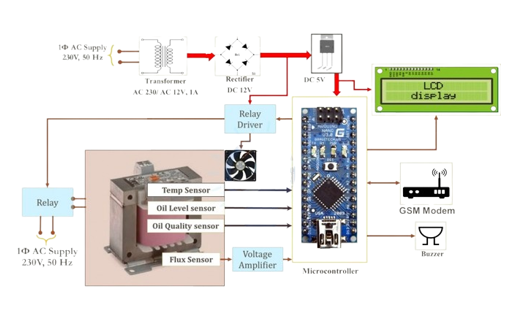 1Φ AC Supply
230V, 50 Hz
Transformer
AC 230/ AC 12V, 1A
Rectifier
DC 12V
DC 5V
LCD
display
Relay
Driver
Temp Sensor
Oil Level sensor
Oil Quality sensor
Flux Sensor
Relay
1Φ AC Supply
230V, 50 Hz
Voltage
Amplifier
Microcontroller
GSM Modem
Buzzer